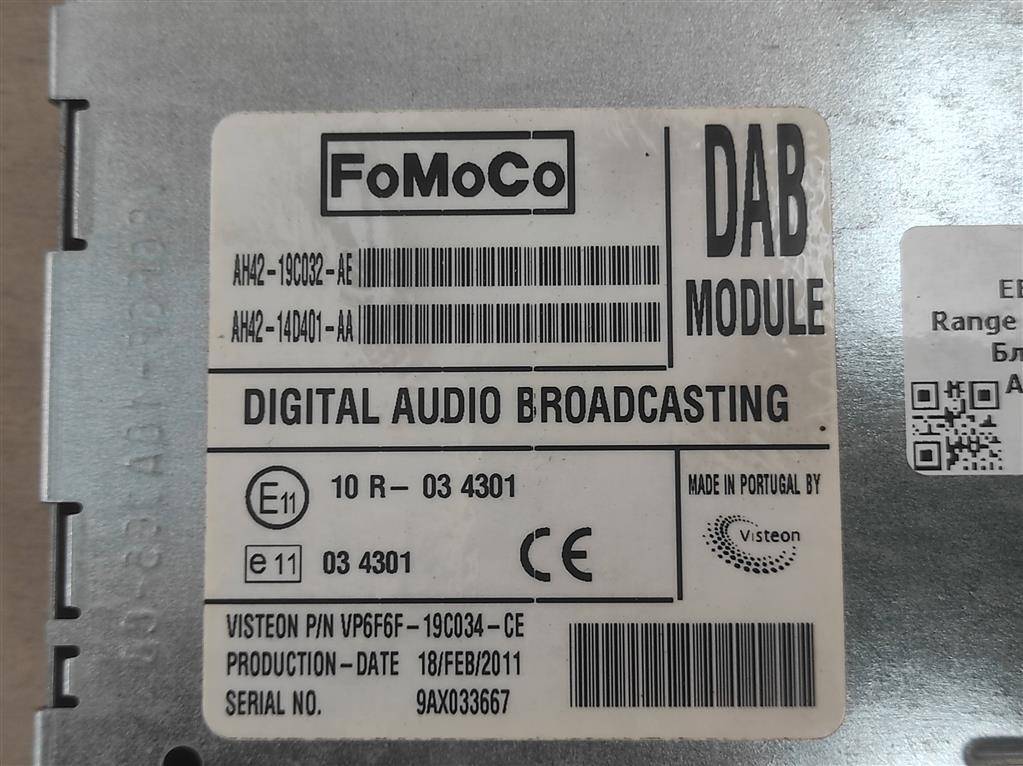 FoMoCo
DAB
MODULE
AH42-19C032-AE
AH42-14D401-AA
DIGITAL AUDIO BROADCASTING
E11
10 R- 03 4301
e 11
03 4301
CE
MADE IN PORTUGAL BY
Visteon
VISTEON P/N VP6F6F-19C034-CE
PRODUCTION-DATE 18/FEB/2011
SERIAL NO. 9AX033667
Range